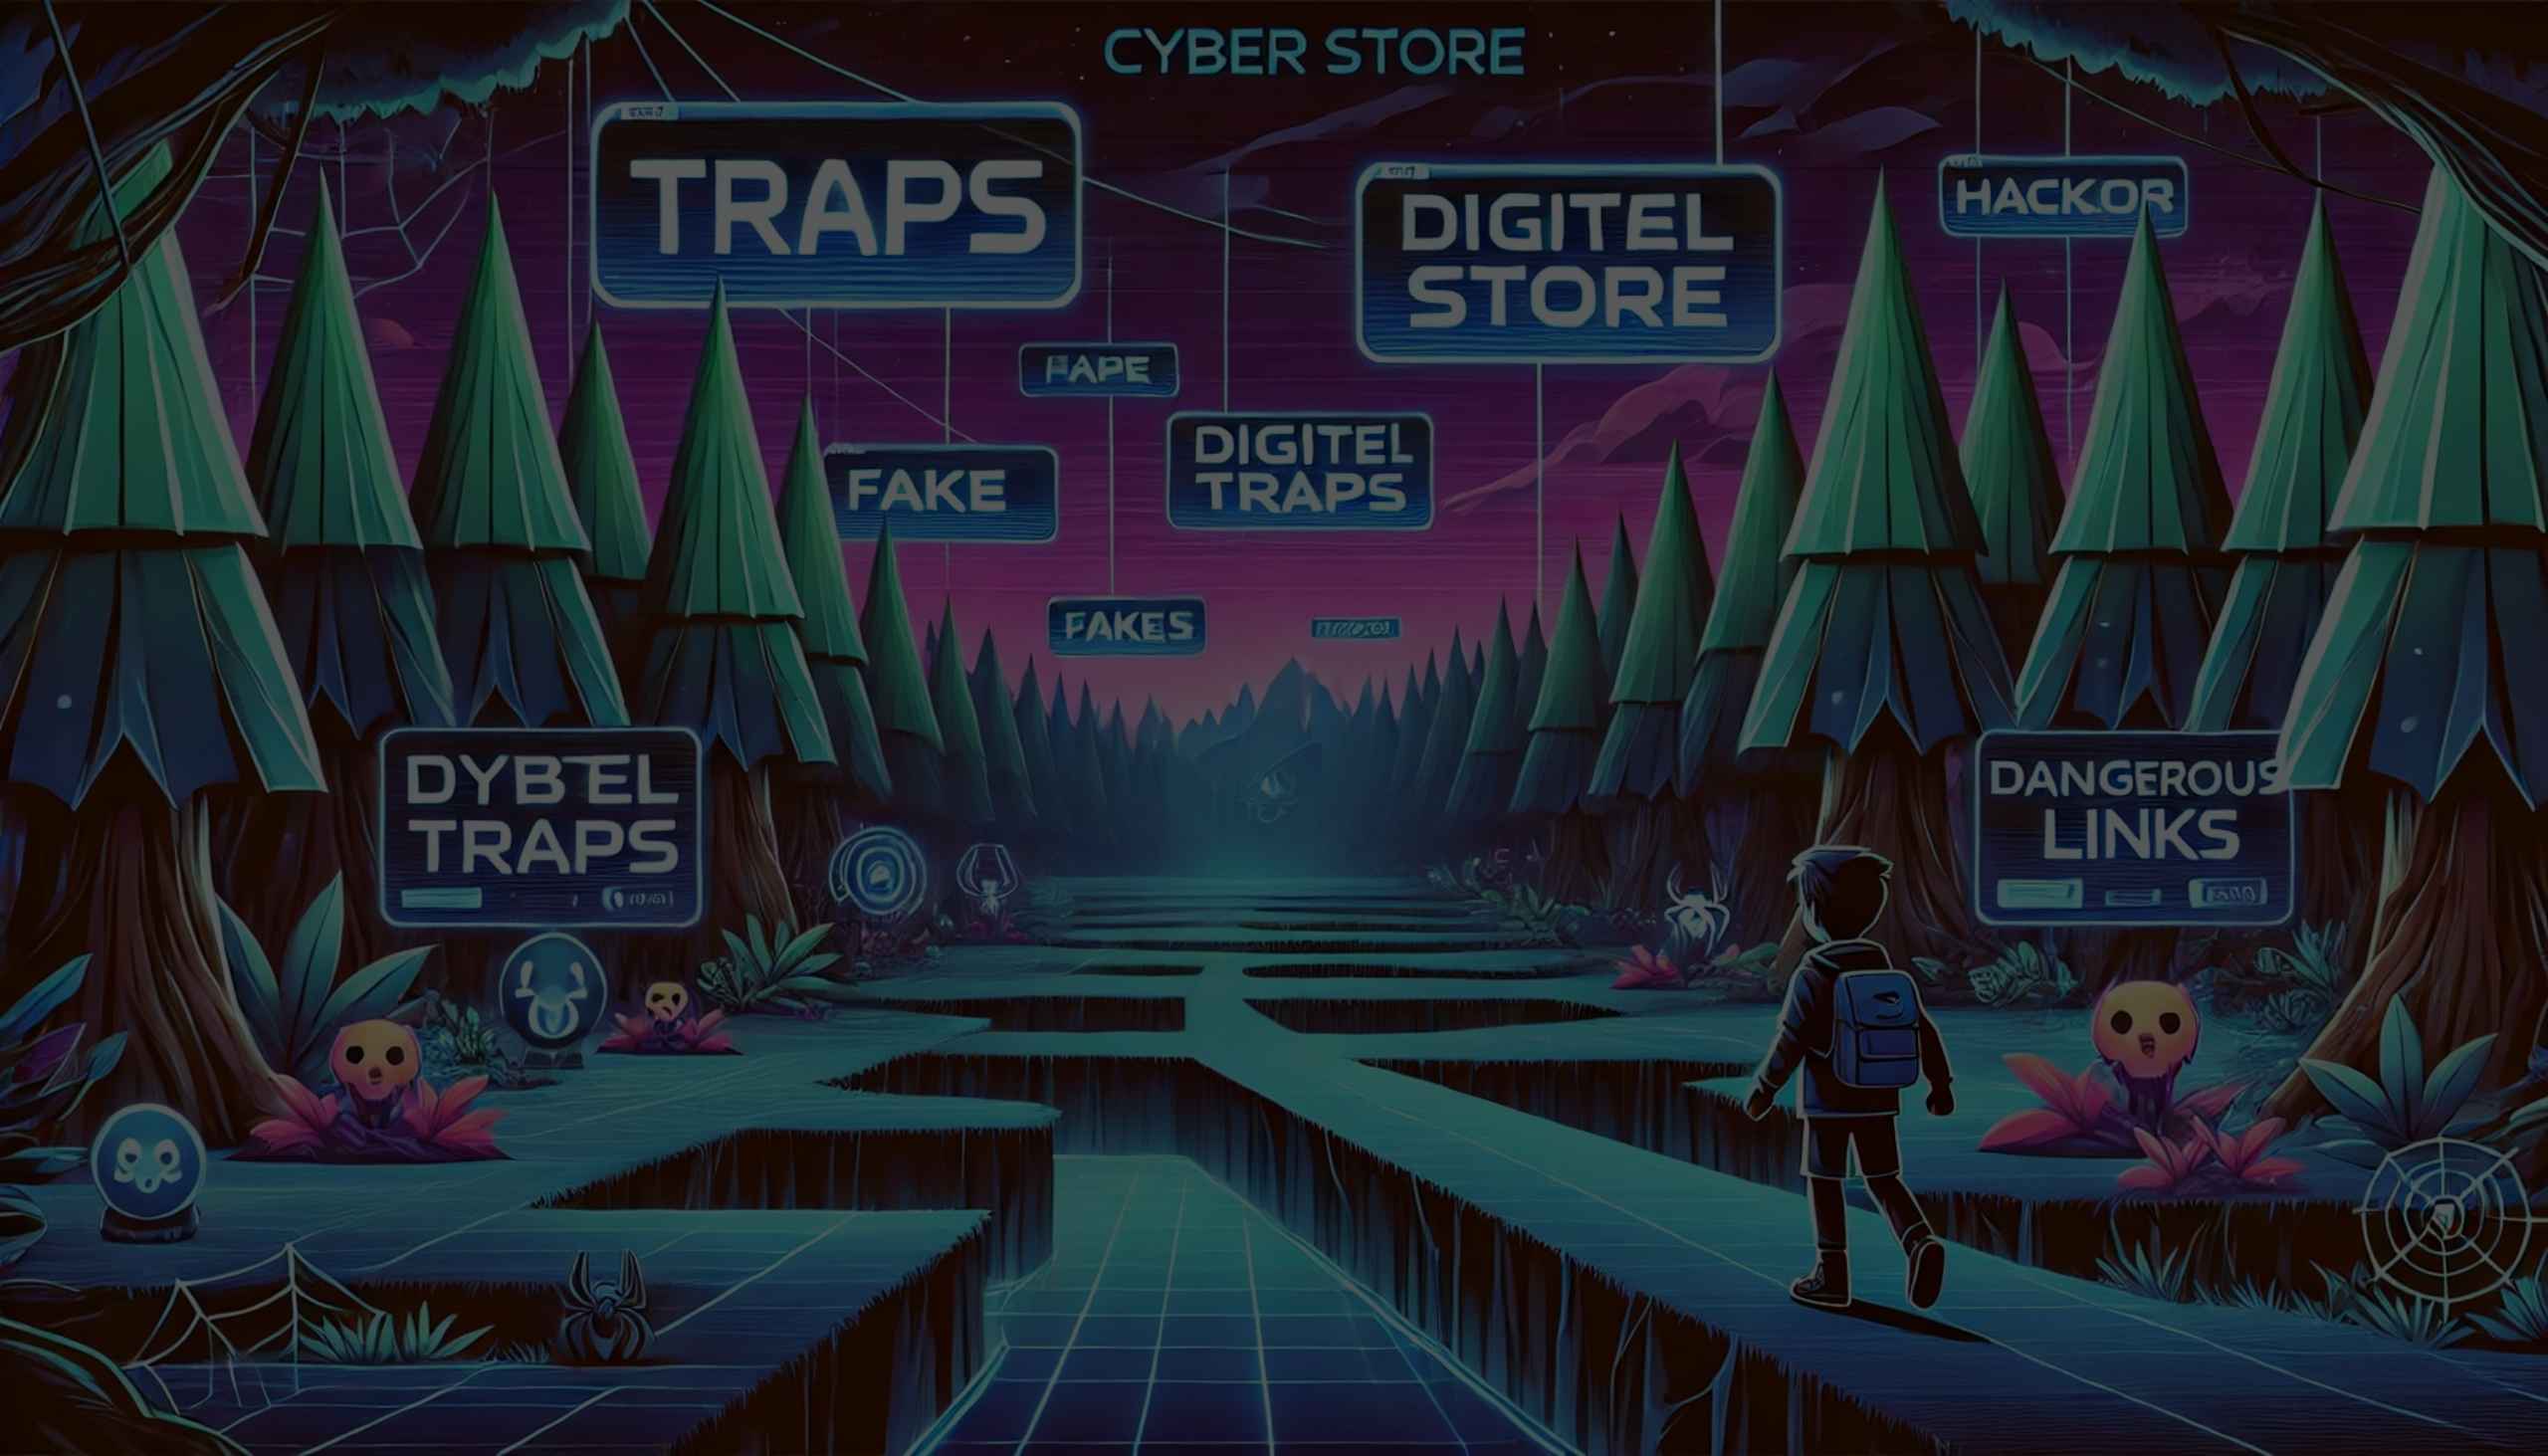 CYBER STORE
TRAPS
DIGITEL
STORE
HACKOR
FAPE
DIGITEL
TRAPS
FAKE
FAKES
DYBTEL
TRAPS
DANGEROUS
LINKS